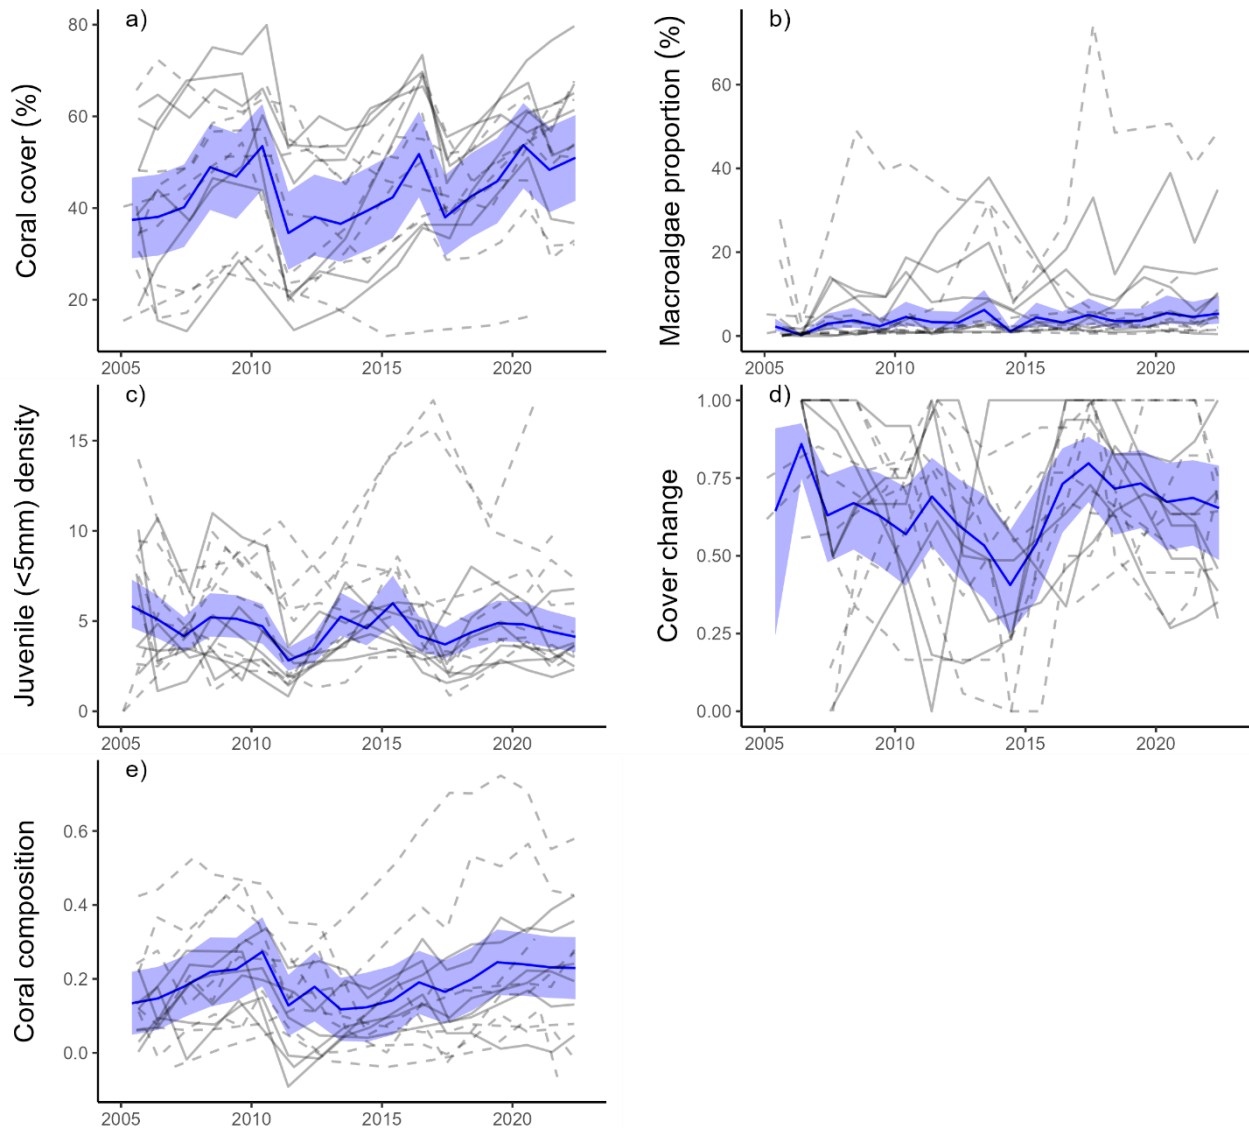 a)
Coral cover (%)
80
60
40
20
2005 2010 2015 2020
b)
Macroalgae proportion (%)
60
40
20
0
2005 2010 2015 2020
c)
Juvenile (<5mm) density
15
10
5
0
2005 2010 2015 2020
d)
Cover change
1.00
0.75
0.50
0.25
0.00
2005 2010 2015 2020
e)
Coral composition
0.6
0.4
0.2
0.0
2005 2010 2015 2020